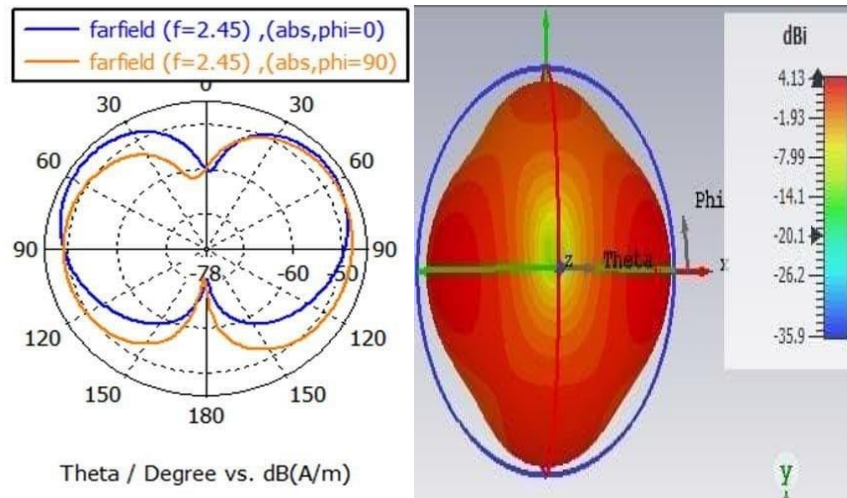 farfield (f=2.45) ,(abs,phi=0)
farfield (f=2.45) ,(abs,phi=90)
0
30 30
60 60
90 -78 -60 -50 90
120 120
150 150
180
Theta / Degree vs. dB(A/m)
dBi
4.13
-1.93
-7.99
-14.1
-20.1
-26.2
-35.9
Phi
z Theta x
y